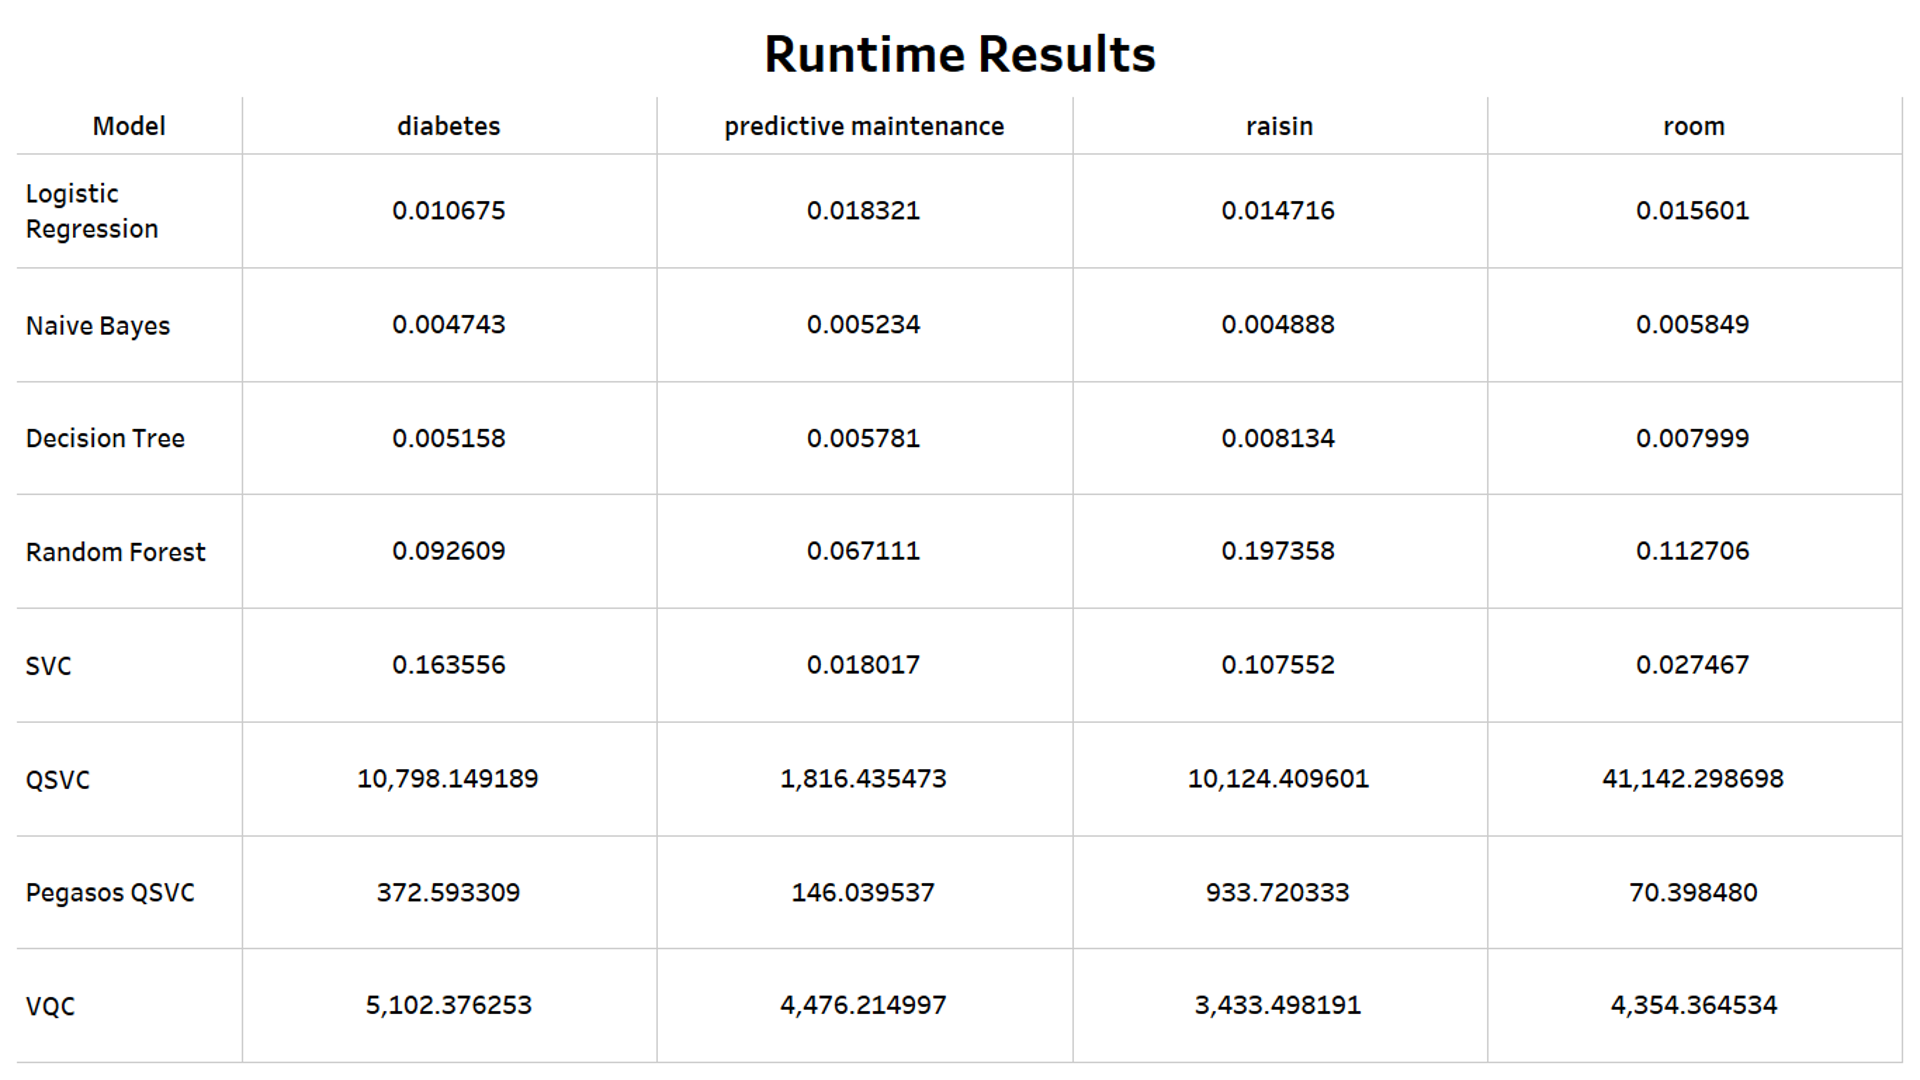 Runtime Results
Model diabetes predictive maintenance raisin room
Logistic
Regression 0.010675 0.018321 0.014716 0.015601
Naive Bayes 0.004743 0.005234 0.004888 0.005849
Decision Tree 0.005158 0.005781 0.008134 0.007999
Random Forest 0.092609 0.067111 0.197358 0.112706
SVC 0.163556 0.018017 0.107552 0.027467
QSVC 10,798.149189 1,816.435473 10,124.409601 41,142.298698
Pegasos QSVC 372.593309 146.039537 933.720333 70.398480
VQC 5,102.376253 4,476.214997 3,433.498191 4,354.364534